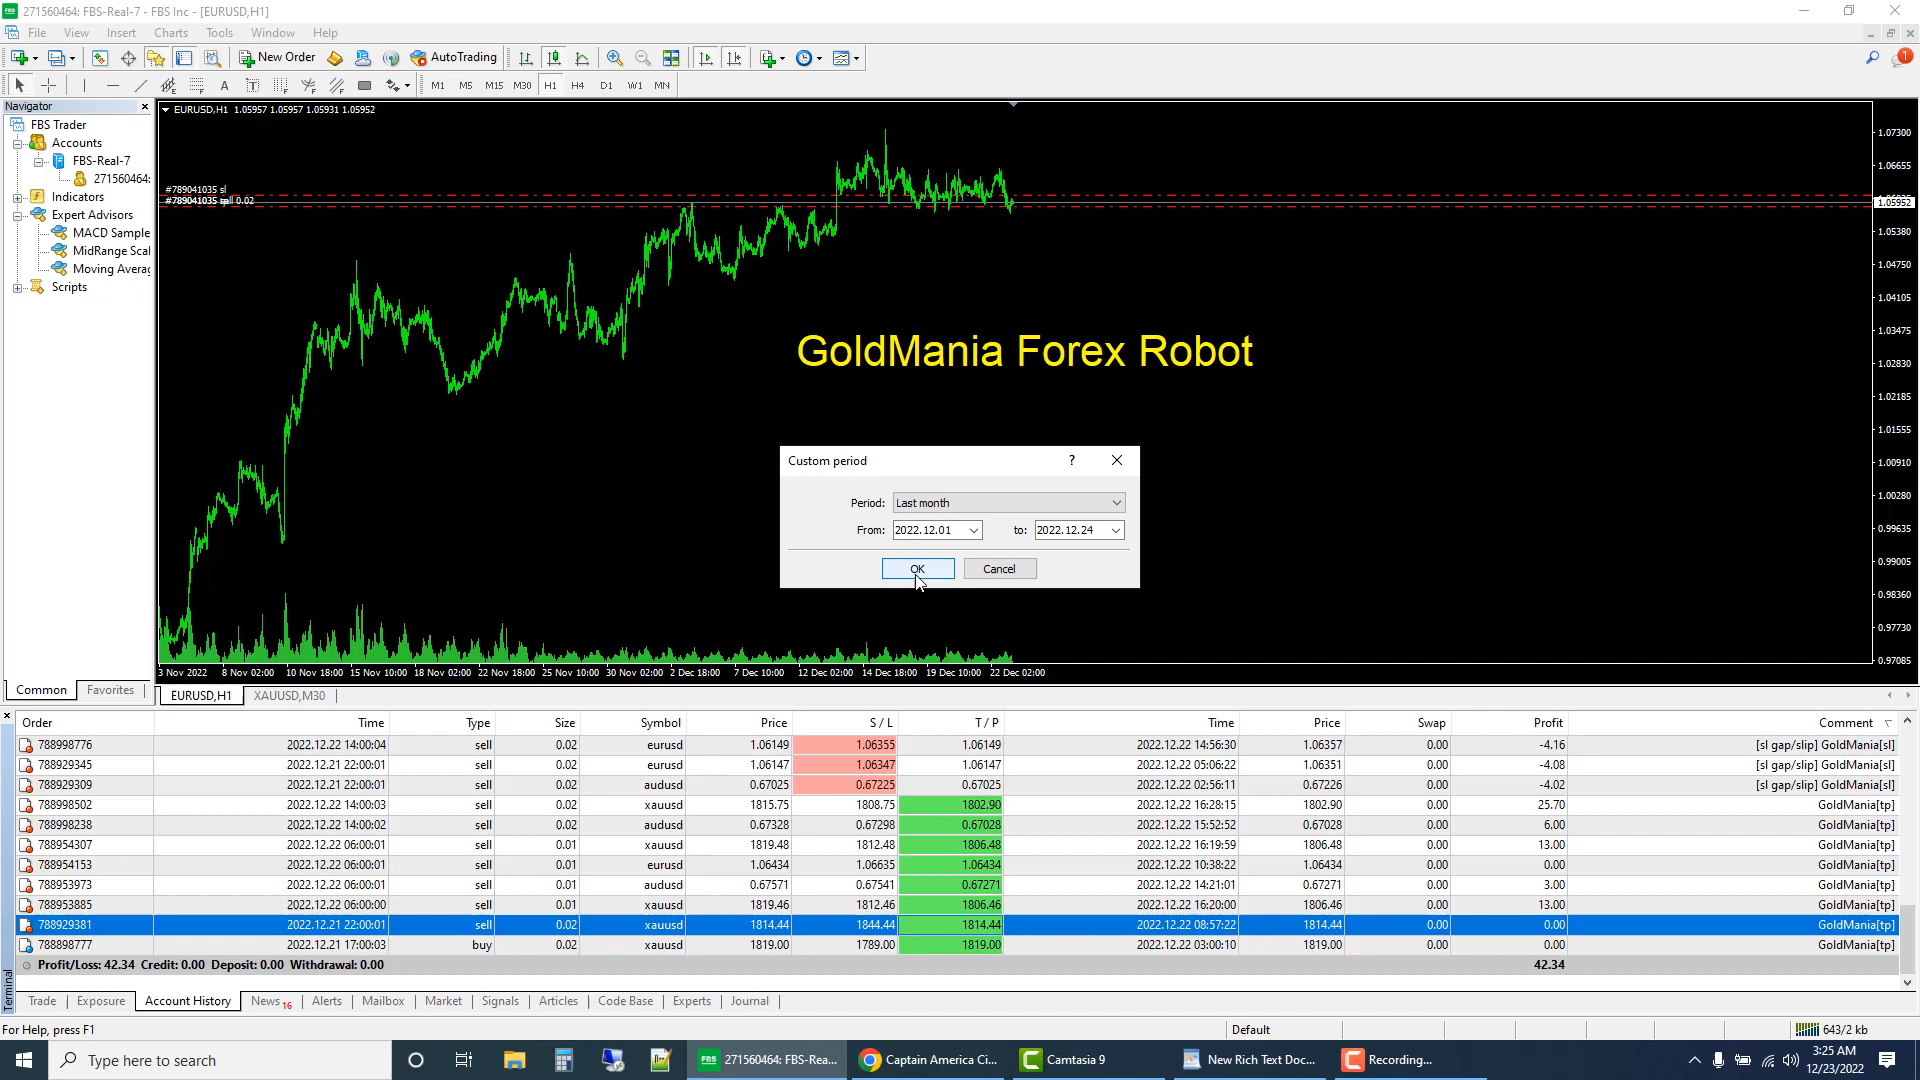 271560464: FBS-Real-7 - FBS Inc - [EURUSD,H1]
File View Insert Charts Tools Window Help
New Order AutoTrading
M1 M5 M15 M30 H1 H4 D1 W1 MN
Navigator
FBS Trader
Accounts
FBS-Real-7
271560464:
Indicators
Expert Advisors
MACD Sample
MidRange Scal
Moving Averag
Scripts
Common Favorites
EURUSD,H1 1.05957 1.05957 1.05931 1.05952
#789041035 sl
#789041035 sell 0.02
GoldMania Forex Robot
1.07300
1.06655
1.05952
1.05380
1.04750
1.04105
1.03475
1.02830
1.02185
1.01555
1.00910
1.00280
0.99635
0.99005
0.98360
0.97730
0.97085
Custom period ?
Period: Last month
From: 2022.12.01 to: 2022.12.24
OK Cancel
3 Nov 2022 8 Nov 02:00 10 Nov 18:00 15 Nov 10:00 18 Nov 02:00 22 Nov 18:00 25 Nov 10:00 30 Nov 02:00 2 Dec 18:00 7 Dec 10:00 12 Dec 02:00 14 Dec 18:00 19 Dec 10:00 22 Dec 02:00
EURUSD,H1 XAUUSD,M30
Order Time Type Size Symbol Price S / L T / P Time Price Swap Profit Comment
788998776 2022.12.22 14:00:04 sell 0.02 eurusd 1.06149 1.06355 1.06149 2022.12.22 14:56:30 1.06357 0.00 -4.16 [sl gap/slip] GoldMania[sl]
788929345 2022.12.21 22:00:01 sell 0.02 eurusd 1.06147 1.06347 1.06147 2022.12.22 05:06:22 1.06351 0.00 -4.08 [sl gap/slip] GoldMania[sl]
788929309 2022.12.21 22:00:01 sell 0.02 audusd 0.67025 0.67225 0.67025 2022.12.22 02:56:11 0.67226 0.00 -4.02 [sl gap/slip] GoldMania[sl]
788998502 2022.12.22 14:00:03 sell 0.02 xauusd 1815.75 1808.75 1802.90 2022.12.22 16:28:15 1802.90 0.00 25.70 GoldMania[tp]
788998238 2022.12.22 14:00:02 sell 0.02 audusd 0.67328 0.67298 0.67028 2022.12.22 15:52:52 0.67028 0.00 6.00 GoldMania[tp]
788954307 2022.12.22 06:00:01 sell 0.01 xauusd 1819.48 1812.48 1806.48 2022.12.22 16:19:59 1806.48 0.00 13.00 GoldMania[tp]
788954153 2022.12.22 06:00:01 sell 0.01 eurusd 1.06434 1.06635 1.06434 2022.12.22 10:38:22 1.06434 0.00 0.00 GoldMania[tp]
788953973 2022.12.22 06:00:01 sell 0.01 audusd 0.67571 0.67541 0.67271 2022.12.22 14:21:01 0.67271 0.00 3.00 GoldMania[tp]
788953885 2022.12.22 06:00:00 sell 0.01 xauusd 1819.46 1812.46 1806.46 2022.12.22 16:20:00 1806.46 0.00 13.00 GoldMania[tp]
788929381 2022.12.21 22:00:01 sell 0.02 xauusd 1814.44 1844.44 1814.44 2022.12.22 08:57:22 1814.44 0.00 0.00 GoldMania[tp]
788898777 2022.12.21 17:00:03 buy 0.02 xauusd 1819.00 1789.00 1819.00 2022.12.22 03:00:10 1819.00 0.00 0.00 GoldMania[tp]
Profit/Loss: 42.34 Credit: 0.00 Deposit: 0.00 Withdrawal: 0.00 42.34
Terminal
Trade Exposure Account History News 16 Alerts Mailbox Market Signals Articles Code Base Experts Journal
For Help, press F1 Default 643/2 kb
Type here to search 271560464: FBS-Rea... Captain America Ci... Camtasia 9 New Rich Text Doc... Recording...
3:25 AM
12/23/2022